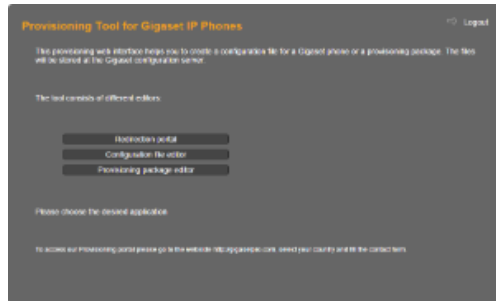 Provisioning Tool for Gigaset IP Phones
Logout
This provisioning web interface helps you to create a configuration file for a Gigaset phone or a provisioning package. The files
will be stored at the Gigaset configuration server.
The tool consists of different editors
Redirection portal
Configuration file editor
Provisioning package editor
Please choose the desired application
To access our Provisioning portal please go to the website select your country and fill the contact form